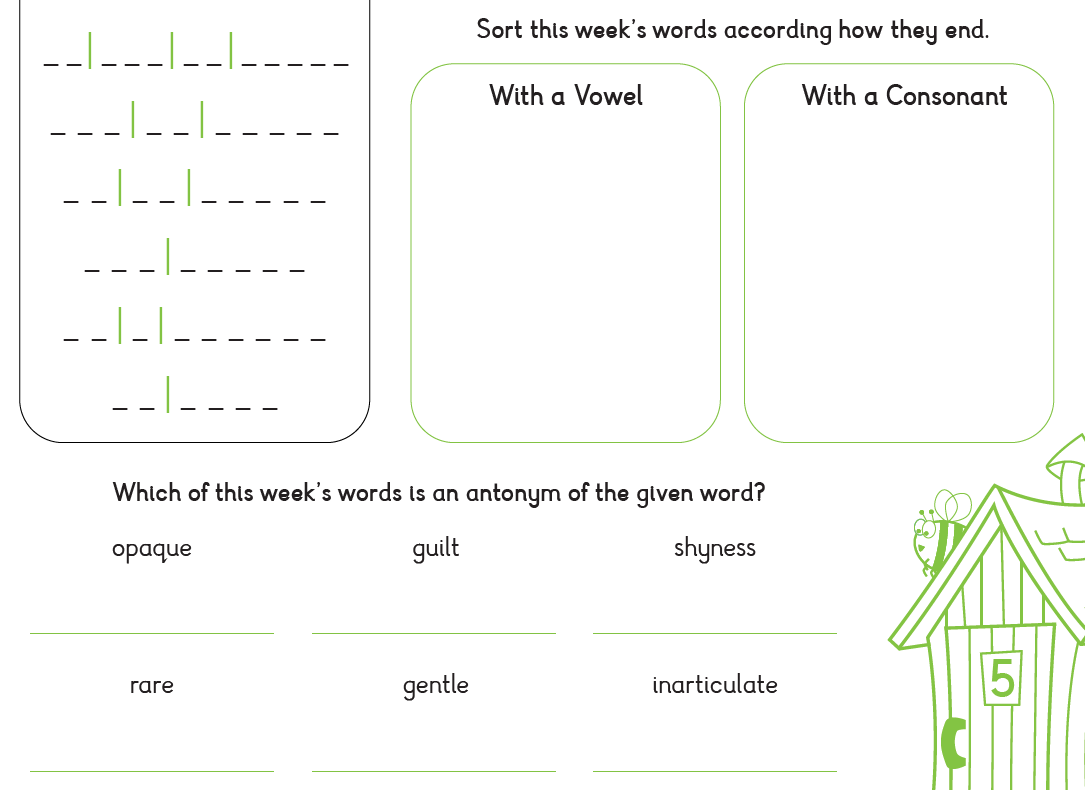 Sort this week's words according how they end.
With a Vowel
With a Consonant
Which of this week's words is an antonym of the given word?
opaque guilt shyness
rare gentle inarticulate
5